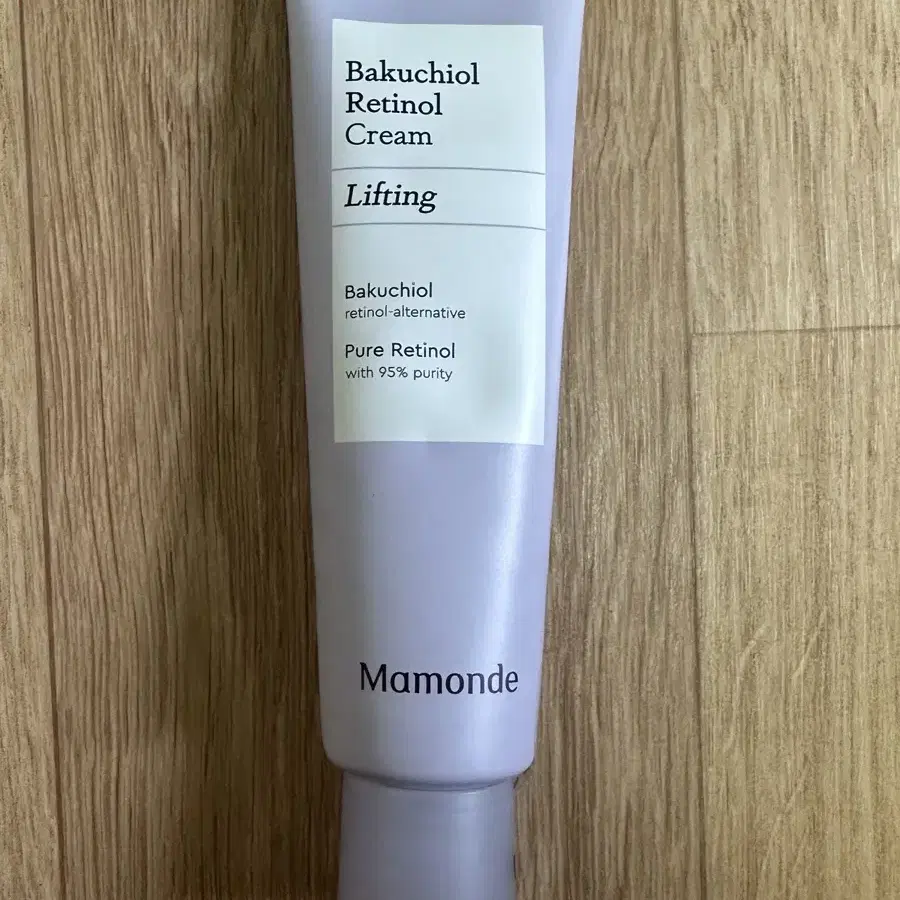 Bakuchiol
Retinol
Cream
Lifting
Bakuchiol
retinol-alternative
Pure Retinol
with 95% purity
Mamonde